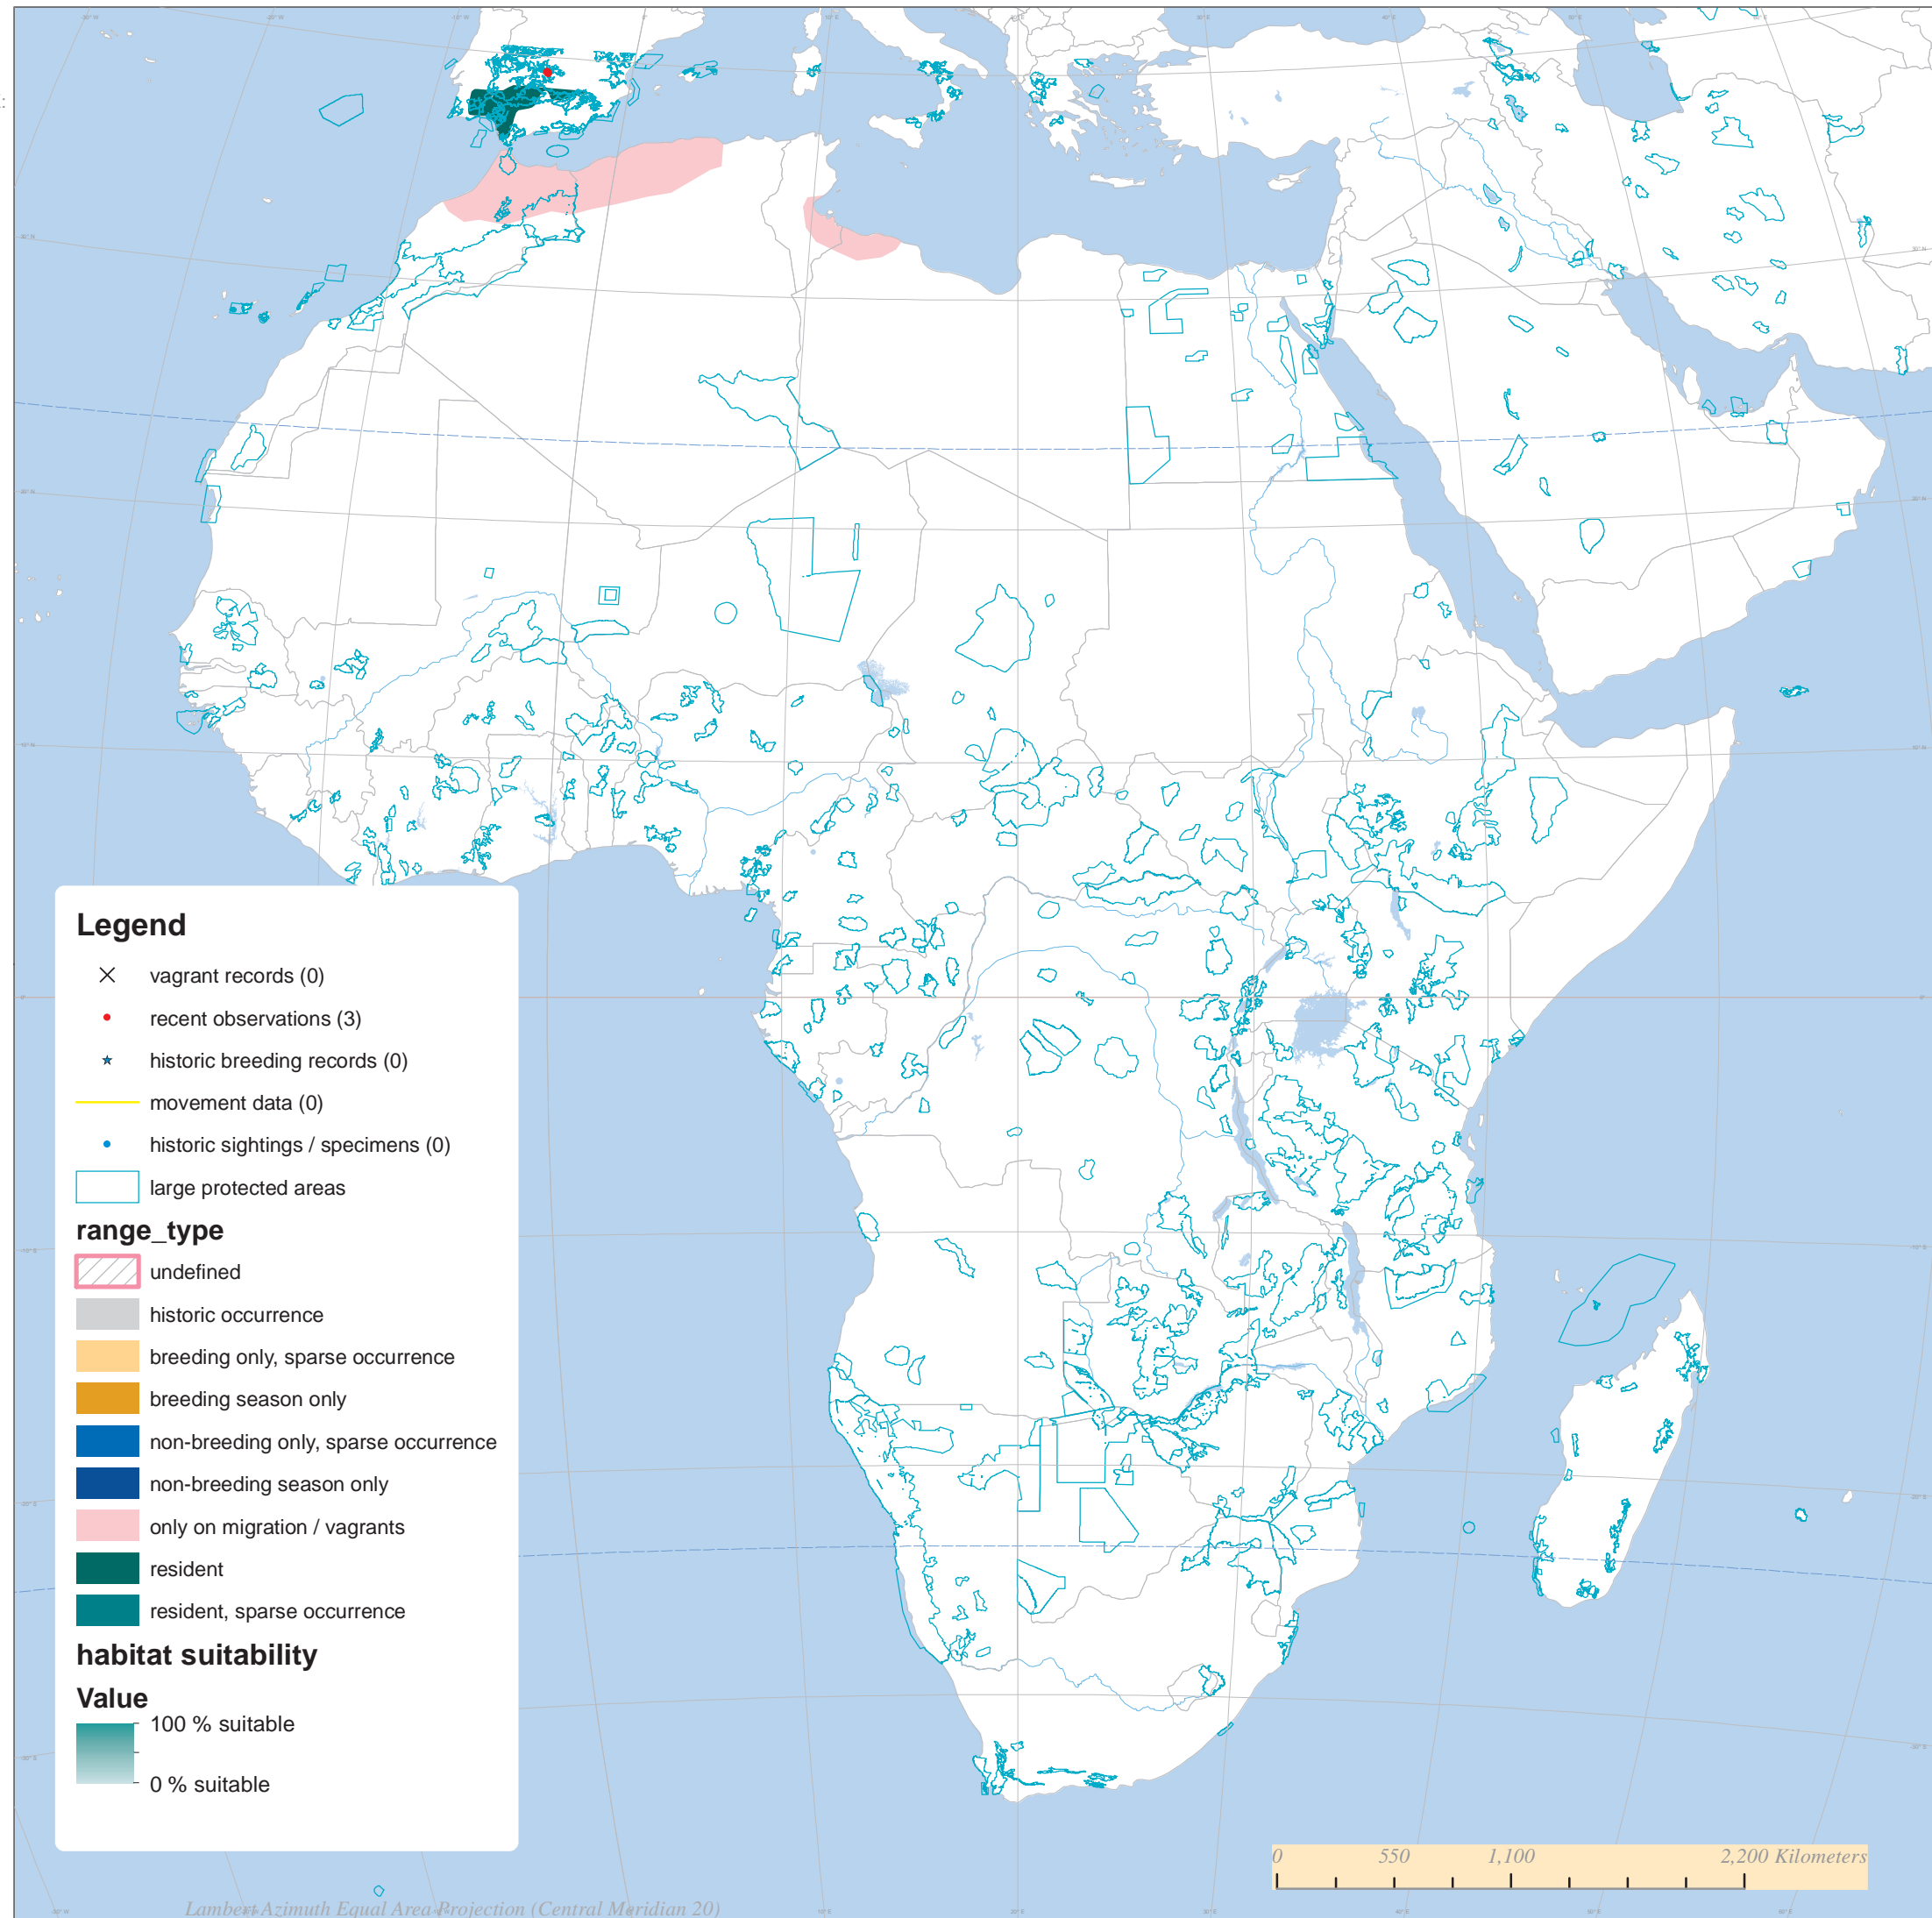 Legend
vagrant records (0)
recent observations (3)
historic breeding records (0)
movement data (0)
historic sightings / specimens (0)
large protected areas
range_type
undefined
historic occurrence
breeding only, sparse occurrence
breeding season only
non-breeding only, sparse occurrence
non-breeding season only
only on migration / vagrants
resident
resident, sparse occurrence
habitat suitability
Value
100 % suitable
0 % suitable
0 550 1,100 2,200 Kilometers
Lambert Azimuth Equal Area Projection (Central Meridian 20)